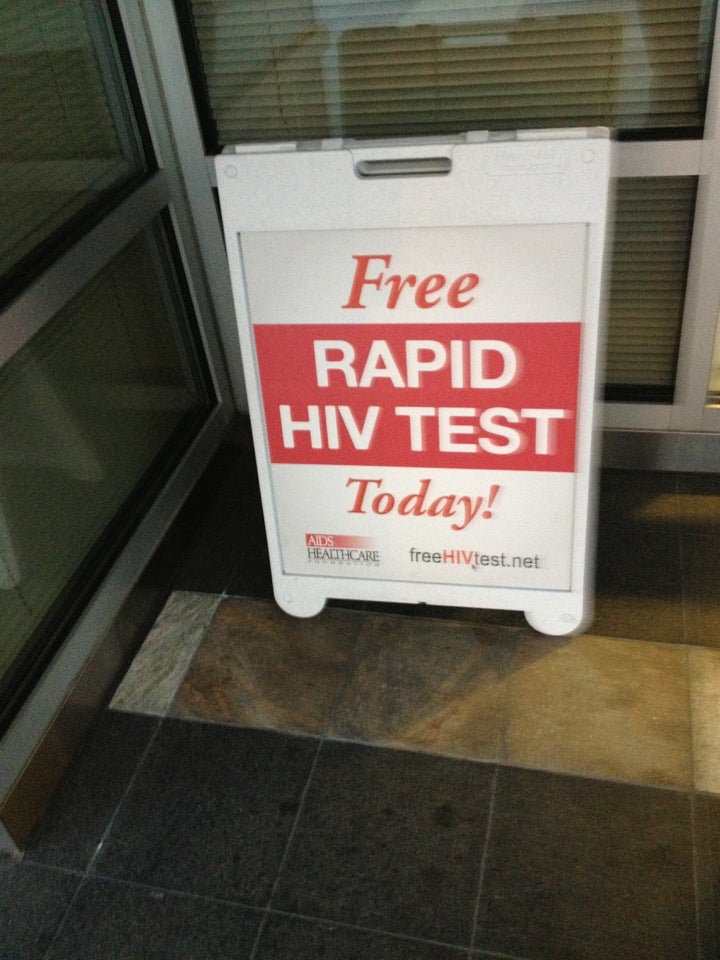 Free
RAPID
HIV TEST
Today!
AIDS
HEALTHCARE
FOUNDATION
freeHIVtest.net